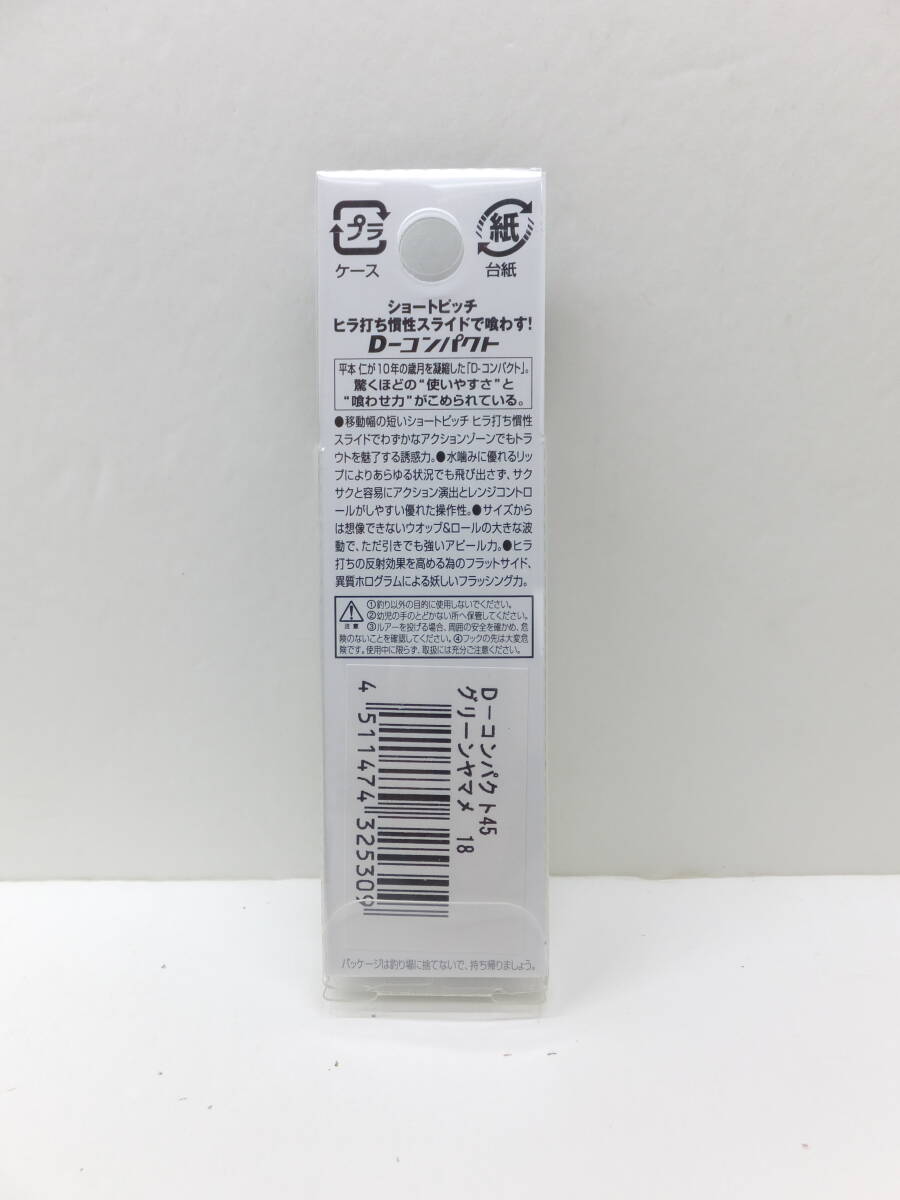 プラ
ケース
紙
台紙
ショートピッチ
ヒラ打ち慣性スライドで喰わす!
D-コンパクト
平本 仁が10年の歳月を凝縮した「D-コンパクト」。
驚くほどの“使いやすさ”と
“喰わせ力”がこめられている。
●移動幅の短いショートピッチ ヒラ打ち慣性
スライドでわずかなアクションゾーンでもトラ
ウトを魅了する誘惑力。●水噛みに優れるリッ
プによりあらゆる状況でも飛び出さず、サク
サクと容易にアクション演出とレンジコントロ
ールがしやすい優れた操作性。●サイズから
は想像できないウオッブ&ロールの大きな波
動で、ただ引きでも強いアピール力。●ヒラ
打ちの反射効果を高める為のフラットサイド、
異質ホログラムによる妖しいフラッシング力。
注意
①釣り以外の目的に使用しないでください。
②幼児の手のとどかない所へ保管してください。
③ルアーを投げる場合、周囲の安全を確かめ、危
険のないことを確認してください。④フックの先は大変危
険です。使用中に限らず、取扱には充分ご注意ください。
D-コンパクト45
グリーンヤマメ 18
4 511474 325309
パッケージは釣り場に捨てないで、持ち帰りましょう。